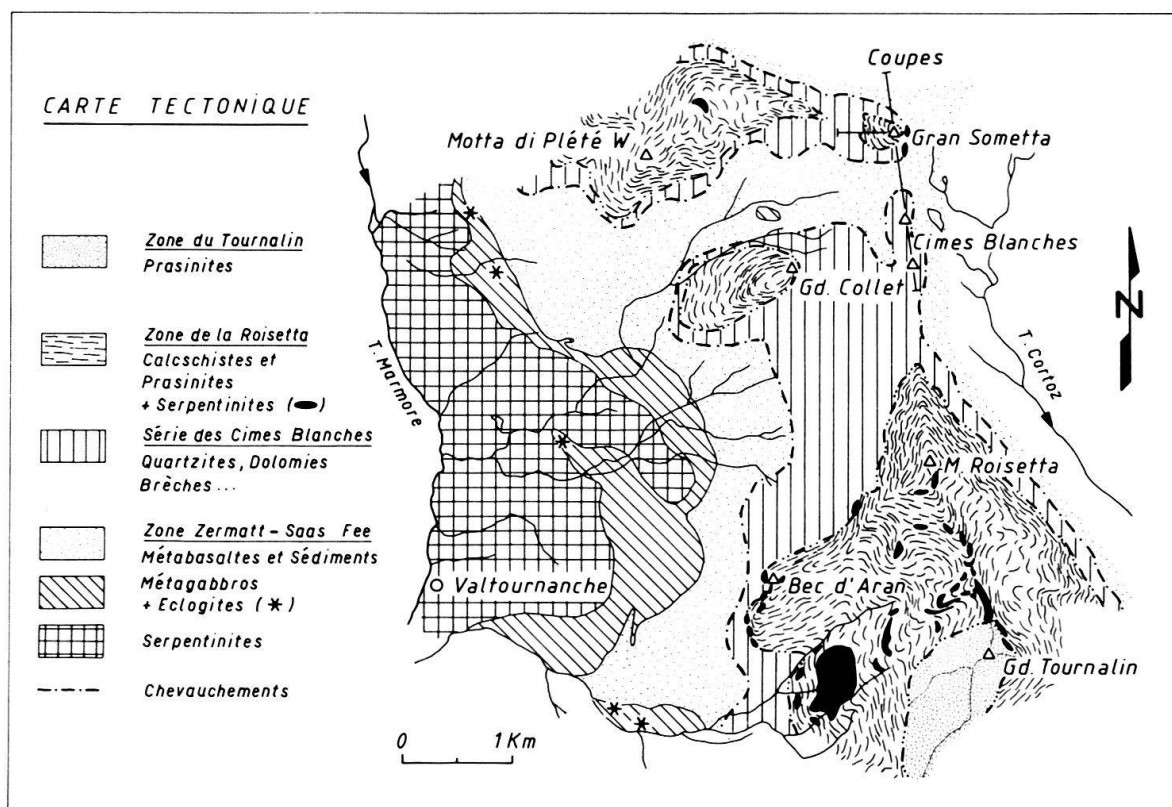 CARTE TECTONIQUE
Zone du Tournalin
Prasinites
Zone de la Roisetta
Calcschistes et
Prasinites
+ Serpentinites ( )
Série des Cimes Blanches
Quartzites, Dolomies
Brèches ...
Zone Zermatt-Saas Fee
Métabasaltes et Sédiments
Métagabbros
+ Eclogites (*)
Serpentinites
Chevauchements
Coupes
Motta di Plété W
Gran Sometta
Cimes Blanches
Gd. Collet
N
T. Marmore
T. Cortoz
M. Roisetta
Valtournanche
Bec d'Aran
Gd. Tournalin
0 1 Km